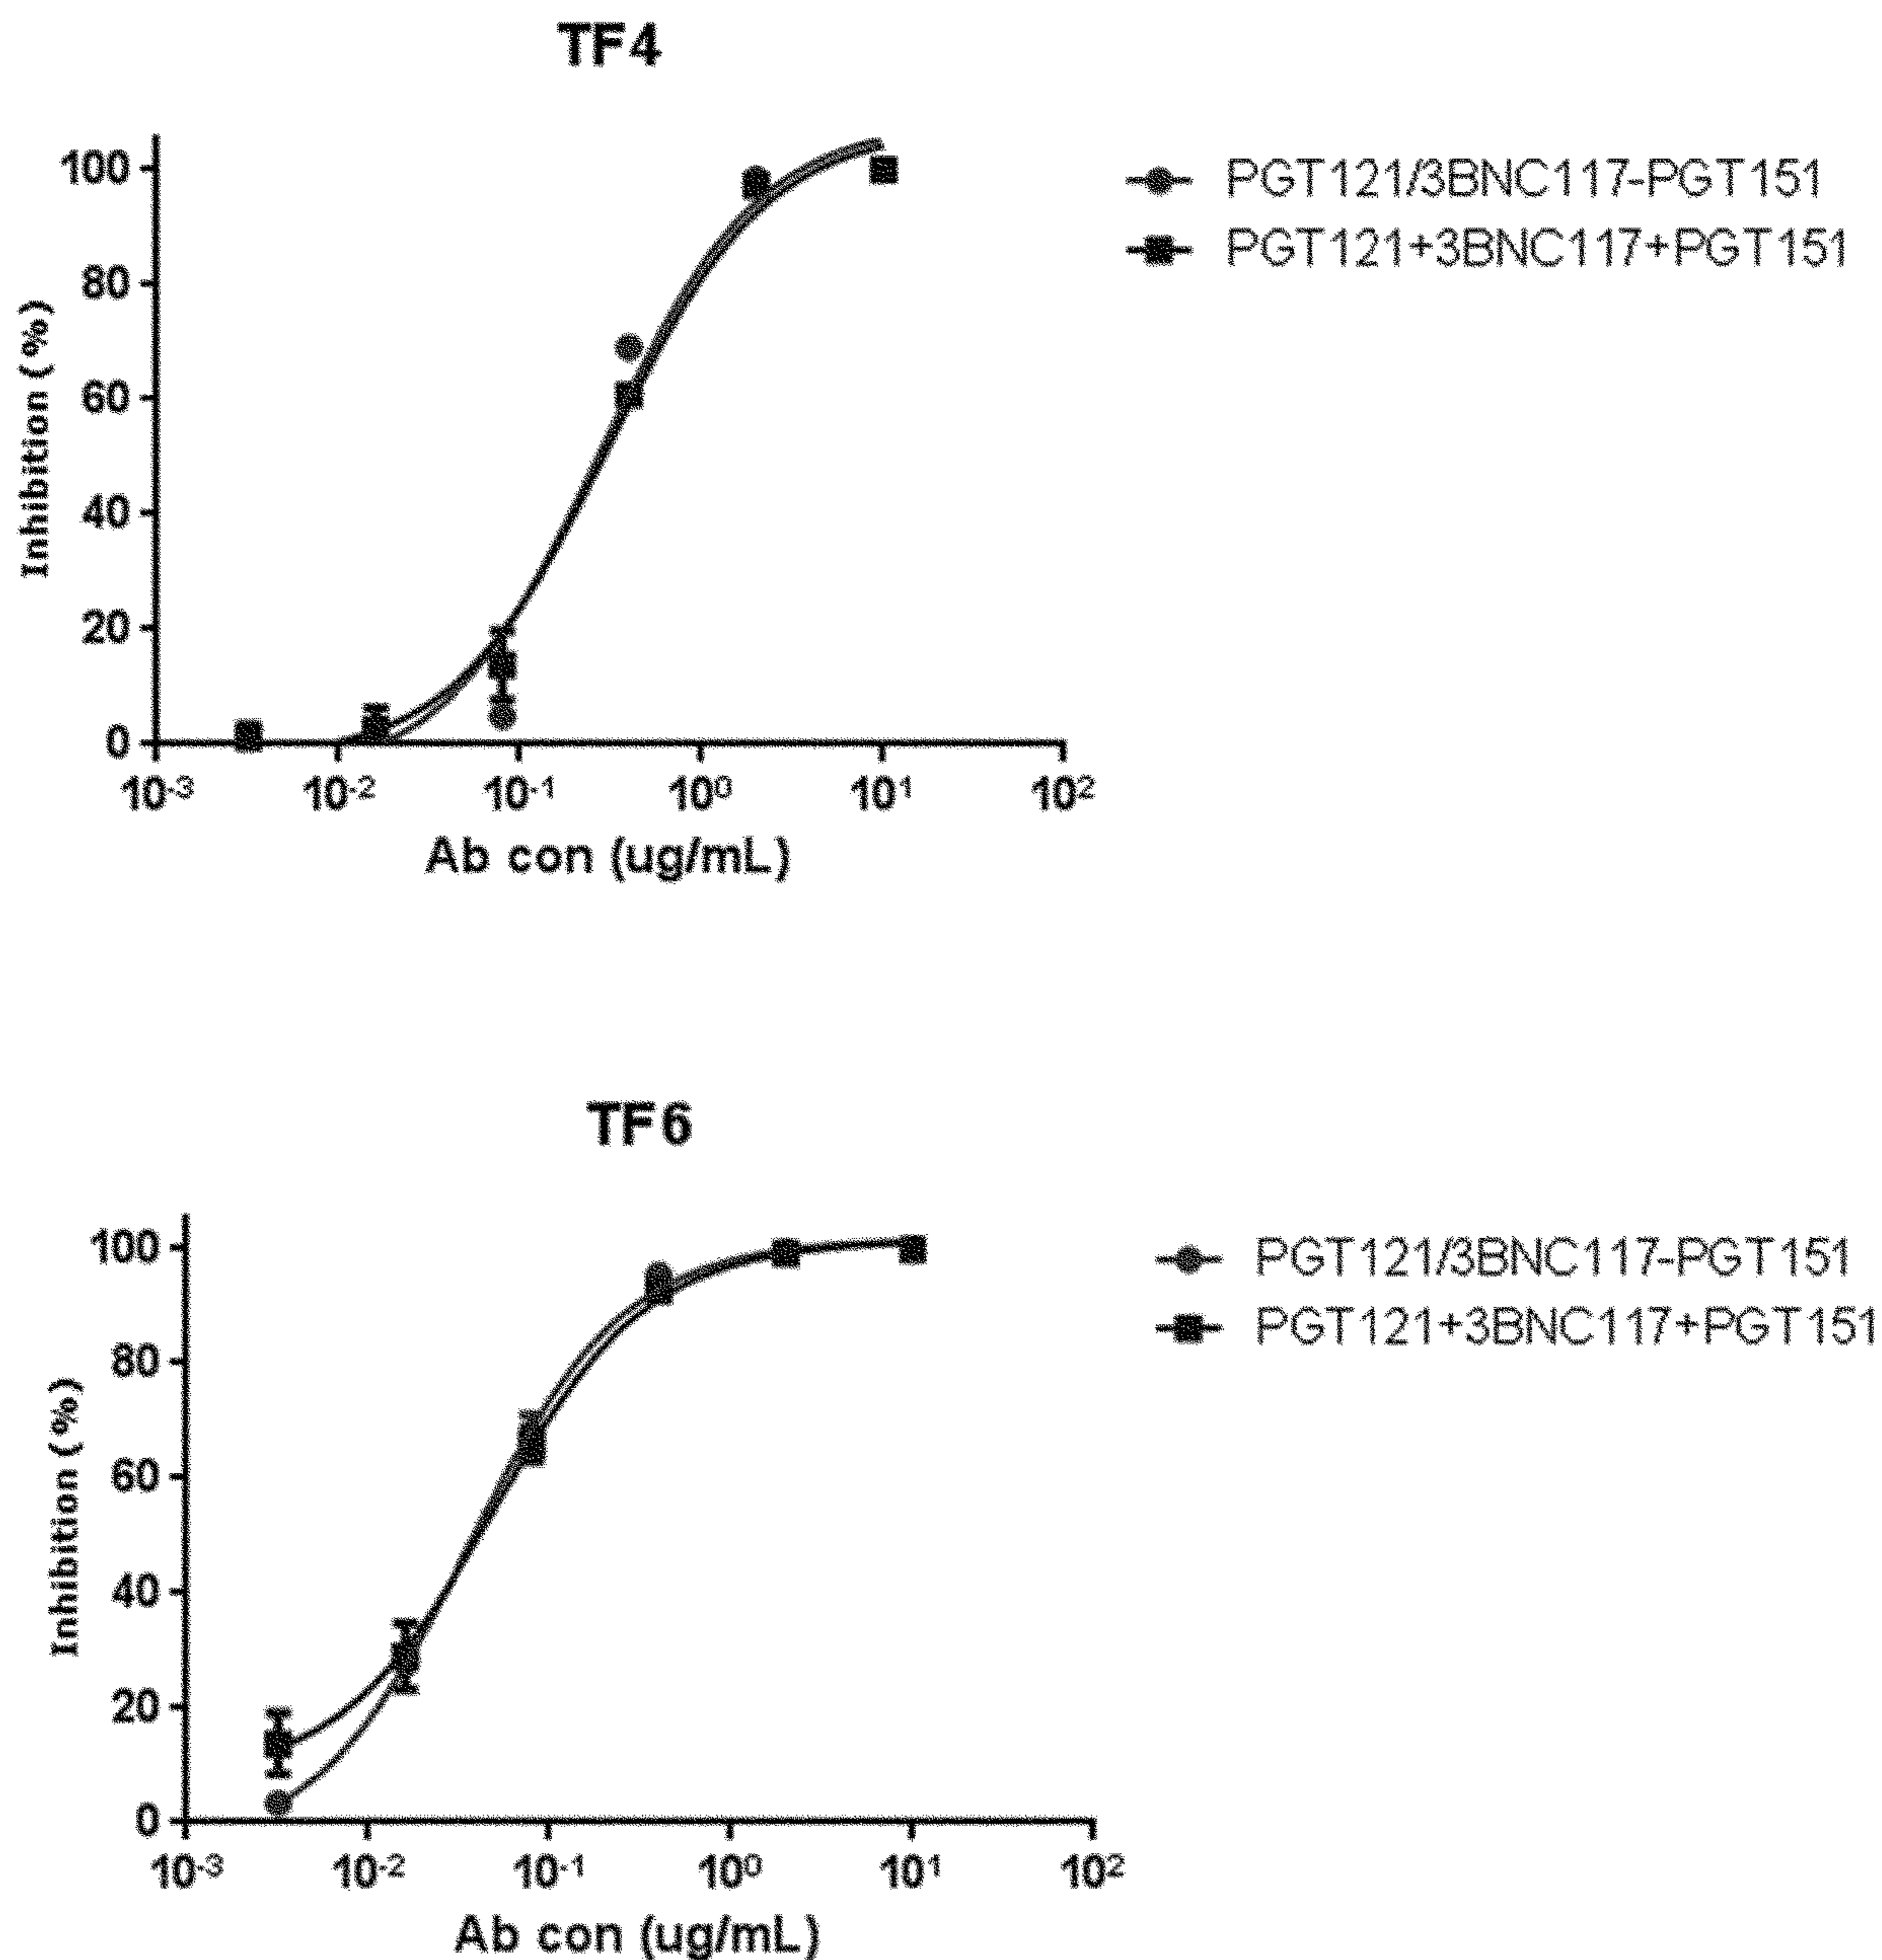 TF4
100
80
60
40
20
0
Inhibition (%)
10-3 10-2 10-1 100 101 102
Ab con (ug/mL)
PGT121/3BNC117-PGT151
PGT121+3BNC117+PGT151
TF6
100
80
60
40
20
0
Inhibition (%)
10-3 10-2 10-1 100 101 102
Ab con (ug/mL)
PGT121/3BNC117-PGT151
PGT121+3BNC117+PGT151